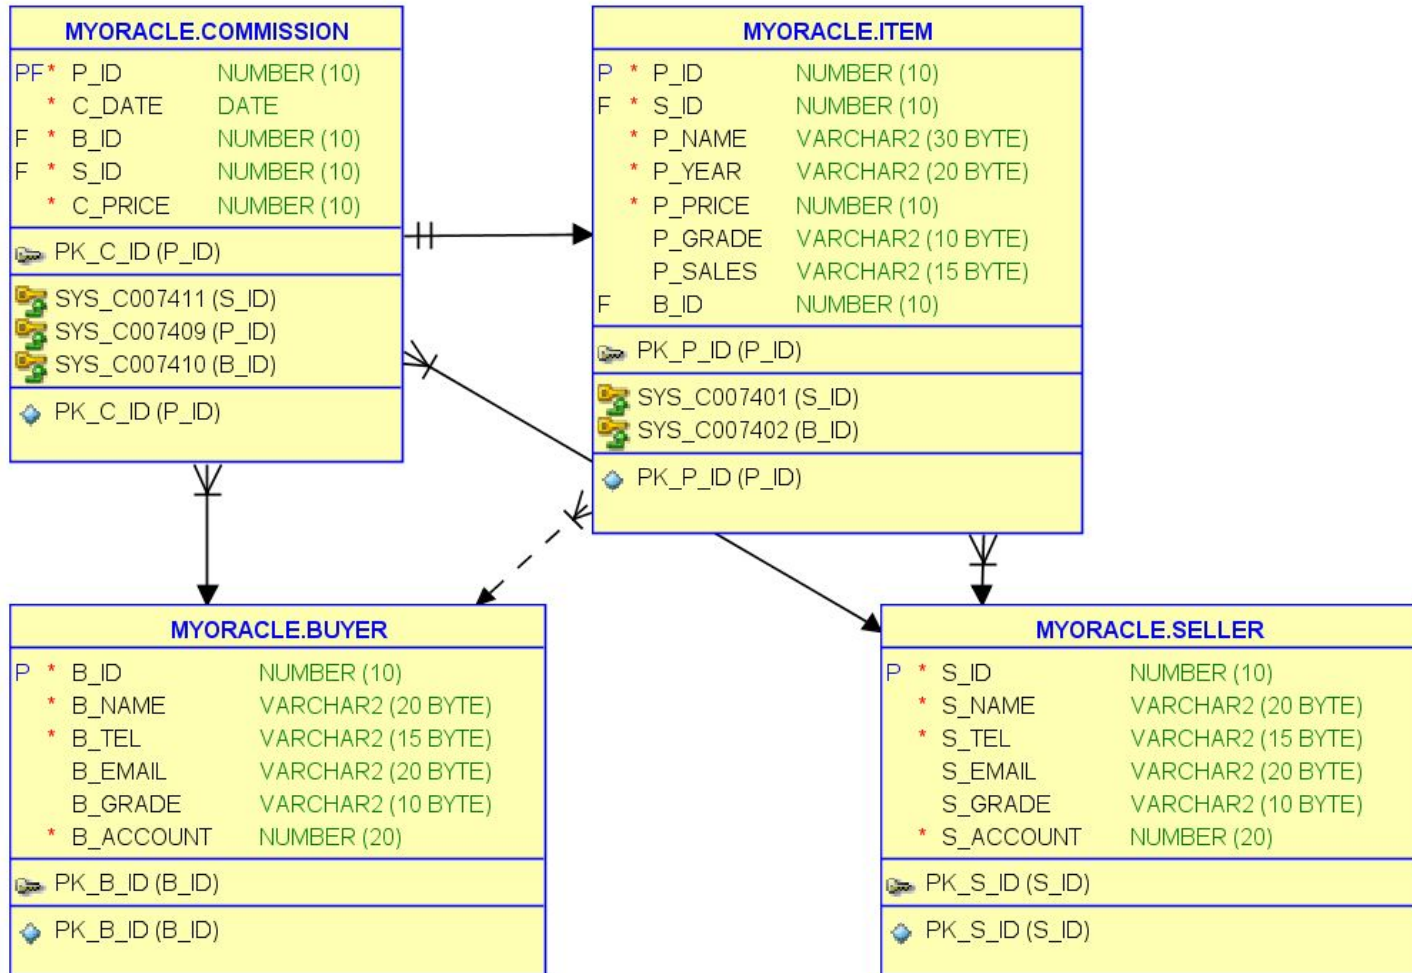 MYORACLE.COMMISSION
PF * P_ID NUMBER (10)
* C_DATE DATE
F * B_ID NUMBER (10)
F * S_ID NUMBER (10)
* C_PRICE NUMBER (10)
PK_C_ID (P_ID)
SYS_C007411 (S_ID)
SYS_C007409 (P_ID)
SYS_C007410 (B_ID)
PK_C_ID (P_ID)
MYORACLE.ITEM
P * P_ID NUMBER (10)
F * S_ID NUMBER (10)
* P_NAME VARCHAR2 (30 BYTE)
* P_YEAR VARCHAR2 (20 BYTE)
* P_PRICE NUMBER (10)
P_GRADE VARCHAR2 (10 BYTE)
P_SALES VARCHAR2 (15 BYTE)
F B_ID NUMBER (10)
PK_P_ID (P_ID)
SYS_C007401 (S_ID)
SYS_C007402 (B_ID)
PK_P_ID (P_ID)
MYORACLE.BUYER
P * B_ID NUMBER (10)
* B_NAME VARCHAR2 (20 BYTE)
* B_TEL VARCHAR2 (15 BYTE)
B_EMAIL VARCHAR2 (20 BYTE)
B_GRADE VARCHAR2 (10 BYTE)
* B_ACCOUNT NUMBER (20)
PK_B_ID (B_ID)
PK_B_ID (B_ID)
MYORACLE.SELLER
P * S_ID NUMBER (10)
* S_NAME VARCHAR2 (20 BYTE)
* S_TEL VARCHAR2 (15 BYTE)
S_EMAIL VARCHAR2 (20 BYTE)
S_GRADE VARCHAR2 (10 BYTE)
* S_ACCOUNT NUMBER (20)
PK_S_ID (S_ID)
PK_S_ID (S_ID)